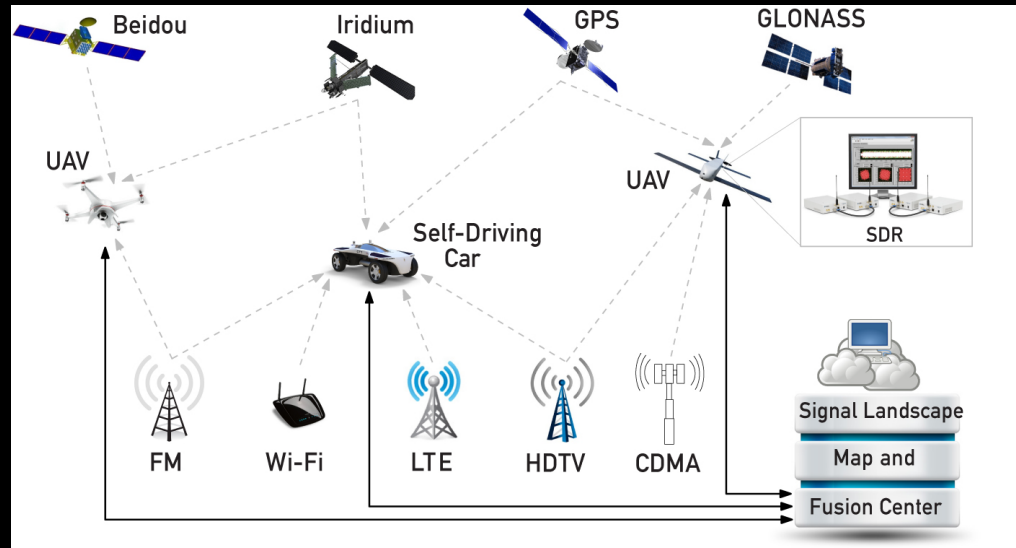 Beidou
Iridium
GPS
GLONASS
UAV
UAV
SDR
Self-Driving
Car
FM
Wi-Fi
LTE
HDTV
CDMA
Signal Landscape
Map and
Fusion Center